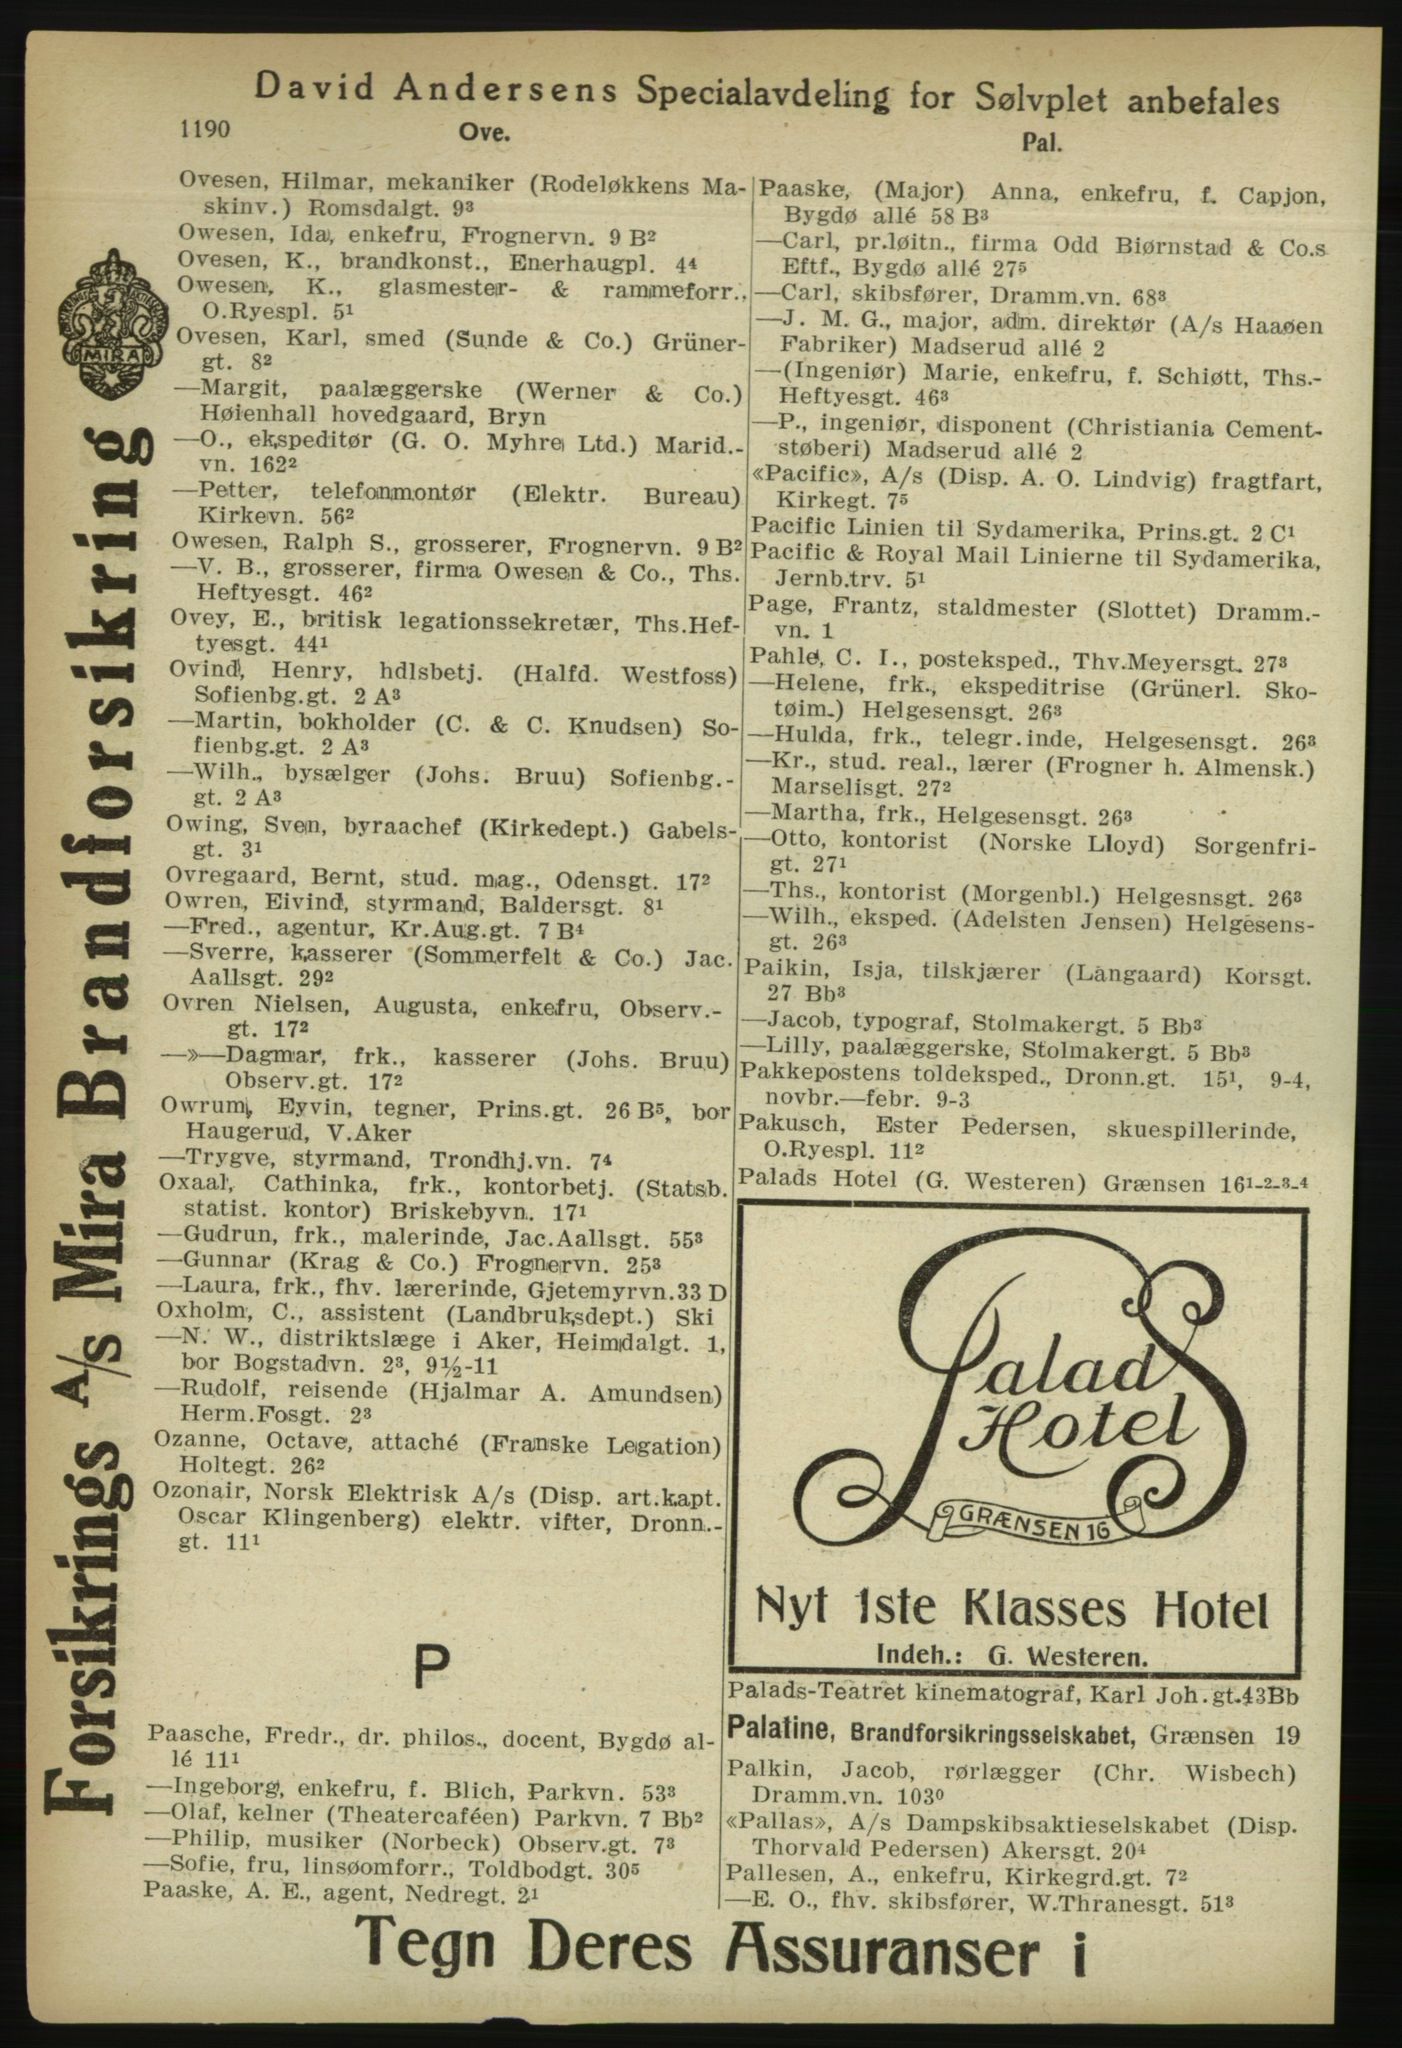 David Andersens Specialavdeling for Sølvplet anbefales
1190
Ove.
Pal.
Ovesen, Hilmar, mekaniker (Rodeløkkens Ma-
skinv.) Romsdalgt. 9³
Owesen, Ida, enkefru, Frognervn. 9 B²
Ovesen, K., brandkonst., Enerhaugpl. 4⁴
Owesen, K., glasmester- & rammeforr.,
O.Ryespl. 5¹
Ovesen, Karl, smed (Sunde & Co.) Grüner-
gt. 8²
—Margit, paalæggerske (Werner & Co.)
Høienhall hovedgaard, Bryn
—O., ekspeditør (G. O. Myhre Ltd.) Marid.-
vn. 162²
—Petter, telefonmontør (Elektr. Bureau)
Kirkevn. 56²
Owesen, Ralph S., grosserer, Frognervn. 9 B²
—V. B., grosserer, firma Owesen & Co., Ths.
Heftyesgt. 46²
Ovey, E., britisk legationssekretær, Ths.Hef-
tyesgt. 44¹
Ovind, Henry, hdlsbetj. (Halfd. Westfoss)
Sofienbg.gt. 2 A³
—Martin, bokholder (C. & C. Knudsen) So-
fienbg.gt. 2 A³
—Wilh., bysælger (Johs. Bruu) Sofienbg.-
gt. 2 A³
Owing, Sven, byraachef (Kirkedept.) Gabels-
gt. 3¹
Ovregaard, Bernt, stud. mag., Odensgt. 17²
Owren, Eivind, styrmand, Baldersgt. 8¹
—Fred., agentur, Kr.Aug.gt. 7 B⁴
—Sverre, kasserer (Sommerfelt & Co.) Jac.
Aallsgt. 29²
Ovren Nielsen, Augusta, enkefru, Observ.-
gt. 17²
—»—Dagmar, frk., kasserer (Johs. Bruu)
Observ.gt. 17²
Owrum, Eyvin, tegner, Prins.gt. 26 B⁵, bor
Haugerud, V.Aker
—Trygve, styrmand, Trondhj.vn. 7⁴
Oxaal, Cathinka, frk., kontorbetj. (Statsb.
statist. kontor) Briskebyvn. 17¹
—Gudrun, frk., malerinde, Jac.Aallsgt. 55³
—Gunnar (Krag & Co.) Frognervn. 25³
—Laura, frk., fhv. lærerinde, Gjetemyrvn.33 D
Oxholm, C., assistent (Landbruksdept.) Ski
—N. W., distriktslæge i Aker, Heimdalgt. 1,
bor Bogstadvn. 2³, 9½-11
—Rudolf, reisende (Hjalmar A. Amundsen)
Herm.Fosgt. 2³
Ozanne, Octave, attaché (Franske Legation)
Holtegt. 26²
Ozonair, Norsk Elektrisk A/s (Disp. art.kapt.
Oscar Klingenberg) elektr. vifter, Dronn.-
gt. 11¹
P
Paasche, Fredr., dr. philos., docent, Bygdø al-
lé 11¹
—Ingeborg, enkefru, f. Blich, Parkvn. 53³
—Olaf, kelner (Theatercaféen) Parkvn. 7 Bb²
—Philip, musiker (Norbeck) Observ.gt. 7³
—Sofie, fru, linsøomforr., Toldbodgt. 30⁵
Paaske, A. E., agent, Nedregt. 2¹
Paaske, (Major) Anna, enkefru, f. Capjon,
Bygdø allé 58 B³
—Carl, pr.løitn., firma Odd Biørnstad & Co.s
Eftf., Bygdø allé 27⁵
—Carl, skibsfører, Dramm.vn. 68³
—J. M. G., major, adm. direktør (A/s Haaøen
Fabriker) Madserud allé 2
—(Ingeniør) Marie, enkefru, f. Schiøtt, Ths.-
Heftyesgt. 46³
—P., ingeniør, disponent (Christiania Cement-
støberi) Madserud allé 2
«Pacific», A/s (Disp. A. O. Lindvig) fragtfart,
Kirkegt. 7⁵
Pacific Linien til Sydamerika, Prins.gt. 2 C¹
Pacific & Royal Mail Linierne til Sydamerika,
Jernb.trv. 5¹
Page, Frantz, staldmester (Slottet) Dramm.-
vn. 1
Pahle, C. I., posteksped., Thv.Meyersgt. 27³
—Helene, frk., ekspeditrise (Grünerl. Sko-
tøim.) Helgesensgt. 26³
—Hulda, frk., telegr.inde, Helgesensgt. 26³
—Kr., stud. real., lærer (Frogner h. Almensk.)
Marselisgt. 27²
—Martha, frk., Helgesensgt. 26³
—Otto, kontorist (Norske Lloyd) Sorgenfri-
gt. 27¹
—Ths., kontorist (Morgenbl.) Helgesnsgt. 26³
—Wilh., eksped. (Adelsten Jensen) Helgesens-
gt. 26³
Paikin, Isja, tilskjærer (Langaard) Korsgt.
27 Bb³
—Jacob, typograf, Stolmakergt. 5 Bb³
—Lilly, paalæggerske, Stolmakergt. 5 Bb³
Pakkepostens toldeksped., Dronn.gt. 15¹, 9-4,
novbr.—febr. 9-3
Pakusch, Ester Pedersen, skuespillerinde,
O.Ryespl. 11²
Palads Hotel (G. Westeren) Grænsen 16¹-²-³-⁴
Palads
Hotel
GRÆNSEN 16
Nyt 1ste Klasses Hotel
Indeh.: G. Westeren.
Palads-Teatret kinematograf, Karl Joh.gt.43Bb
Palatine, Brandforsikringsselskabet, Grænsen 19
Palkin, Jacob, rørlægger (Chr. Wisbech)
Dramm.vn. 103⁰
«Pallas», A/s Dampskibsaktieselskabet (Disp.
Thorvald Pedersen) Akersgt. 20⁴
Pallesen, A., enkefru, Kirkegrd.gt. 7²
—E. O., fhv. skibsfører, W.Thranesgt. 51³
MIRA
Forsikrings A/s Mira Brandforsikring
Tegn Deres Assuranser i